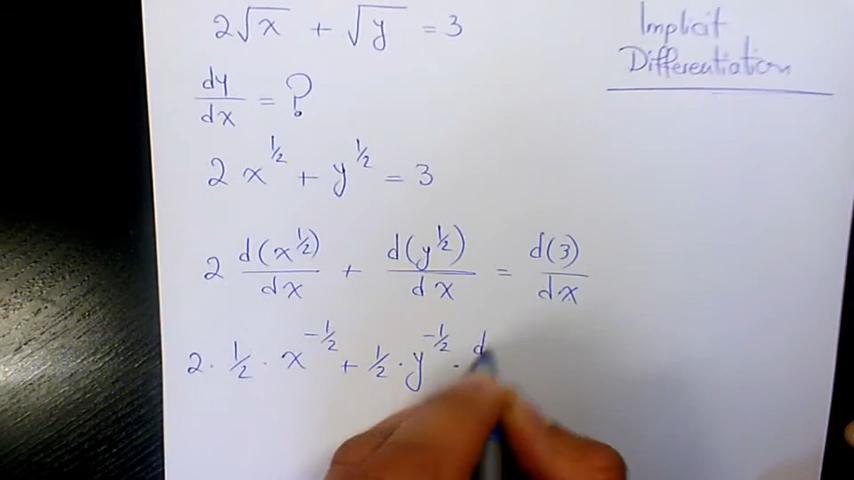 2√x + √y = 3
Implicit
Differentiation
dy/dx = ?
2 x^½ + y^½ = 3
2 d(x^½)/dx + d(y^½)/dx = d(3)/dx
2 · ½ · x^-½ + ½ · y^-½ · d